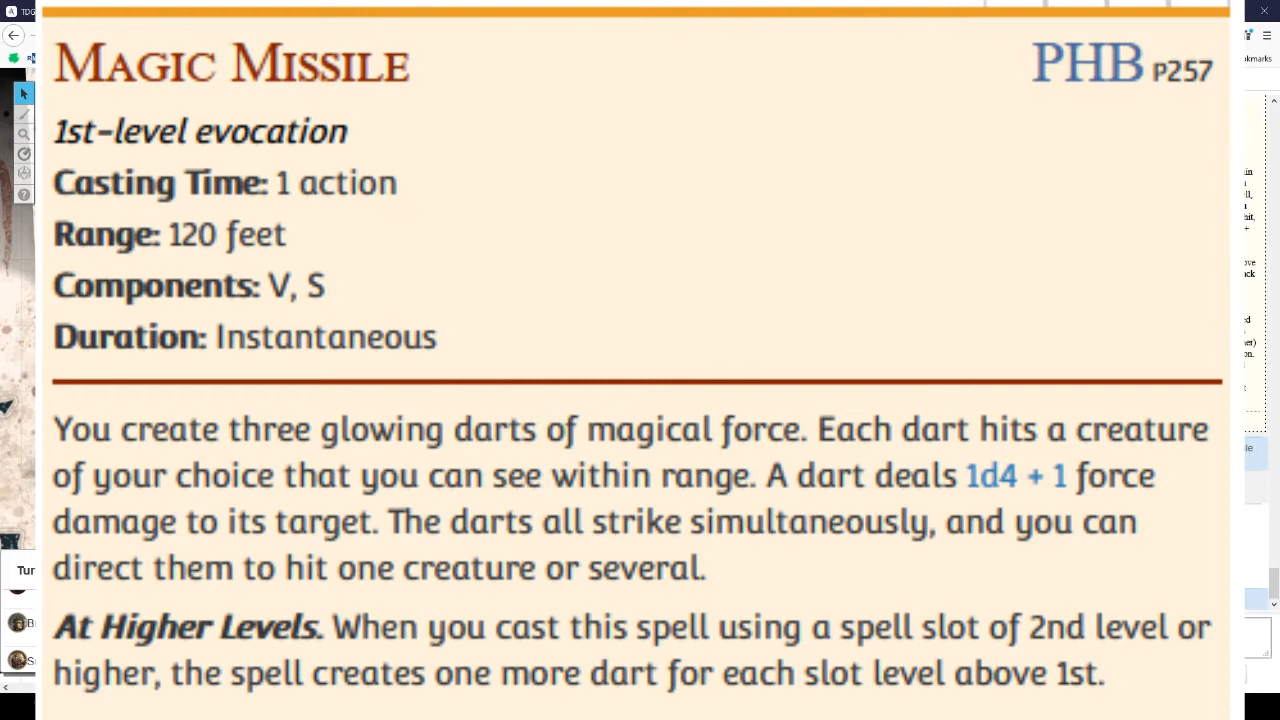 TDG
MAGIC MISSILE PHB P257
1st-level evocation
Casting Time: 1 action
Range: 120 feet
Components: V, S
Duration: Instantaneous
You create three glowing darts of magical force. Each dart hits a creature
of your choice that you can see within range. A dart deals 1d4 + 1 force
damage to its target. The darts all strike simultaneously, and you can
direct them to hit one creature or several.
At Higher Levels. When you cast this spell using a spell slot of 2nd level or
higher, the spell creates one more dart for each slot level above 1st.
Tur